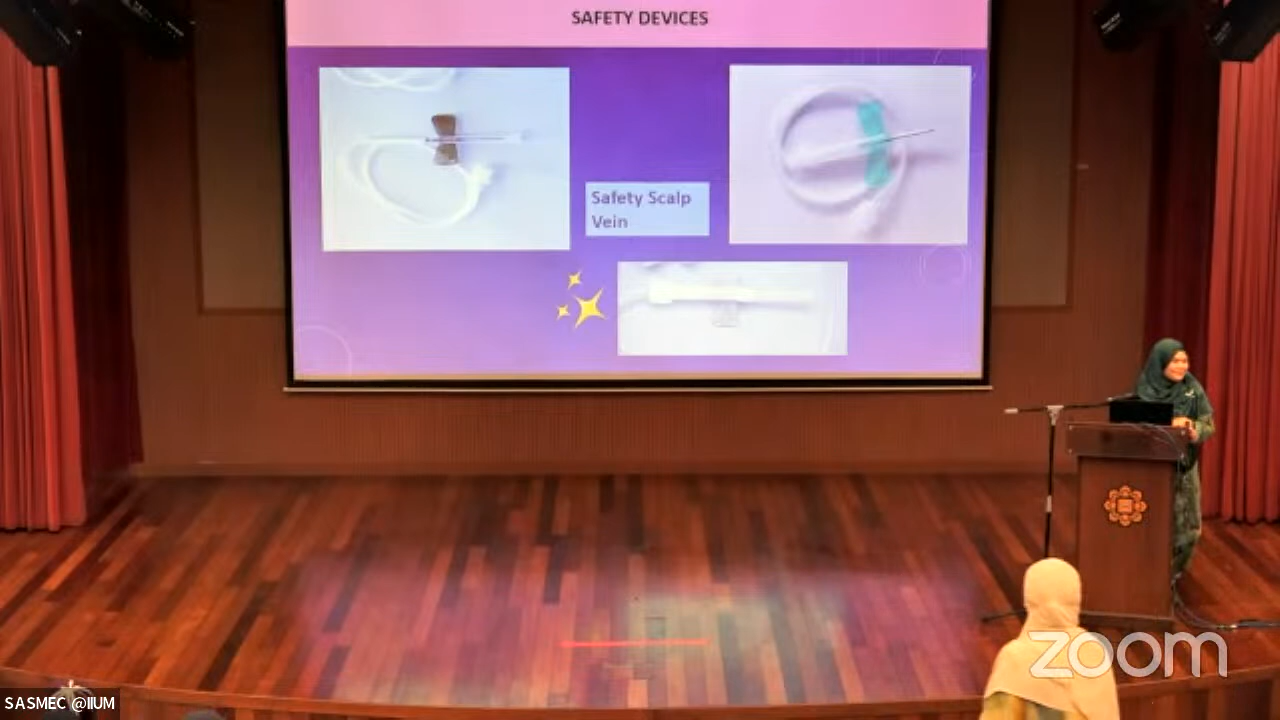 SAFETY DEVICES
Safety Scalp
Vein
zoom
SASMEC @IIUM